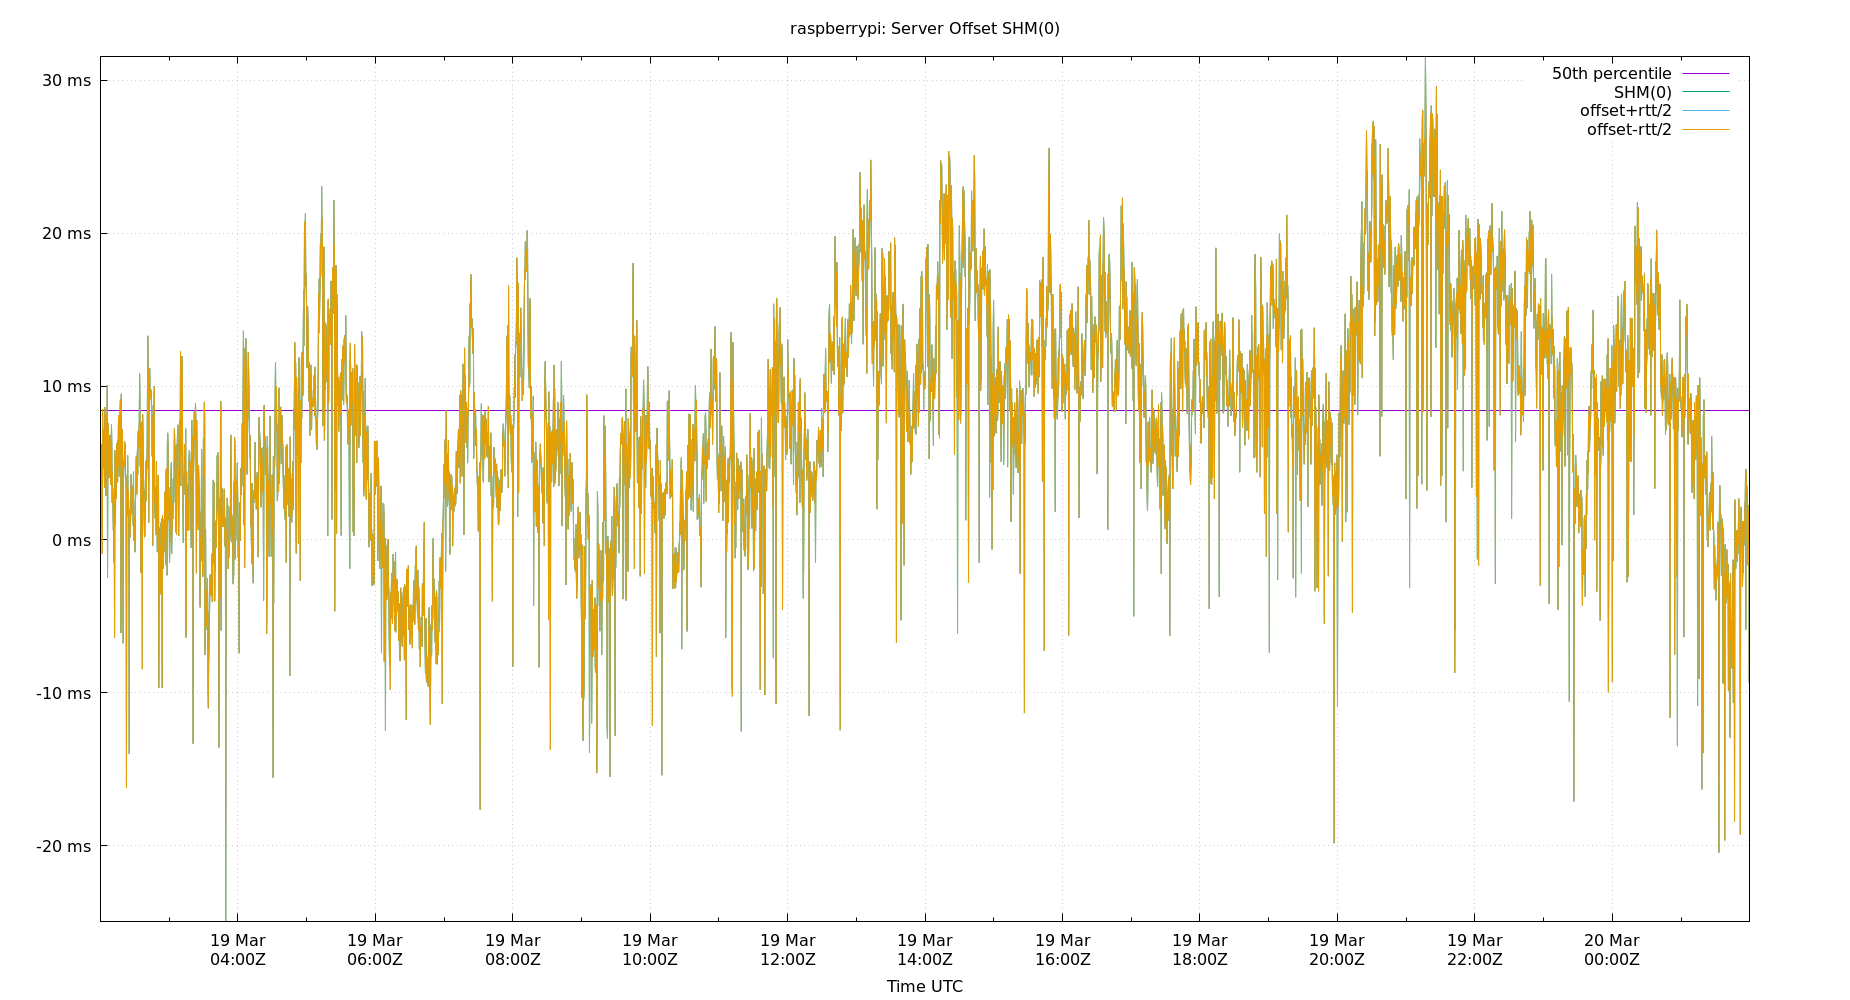 raspberrypi: Server Offset SHM(0)
50th percentile
SHM(0)
offset+rtt/2
offset-rtt/2
30 ms
20 ms
10 ms
0 ms
-10 ms
-20 ms
19 Mar 19 Mar 19 Mar 19 Mar 19 Mar 19 Mar 19 Mar 19 Mar 19 Mar 19 Mar 20 Mar
04:00Z 06:00Z 08:00Z 10:00Z 12:00Z 14:00Z 16:00Z 18:00Z 20:00Z 22:00Z 00:00Z
Time UTC